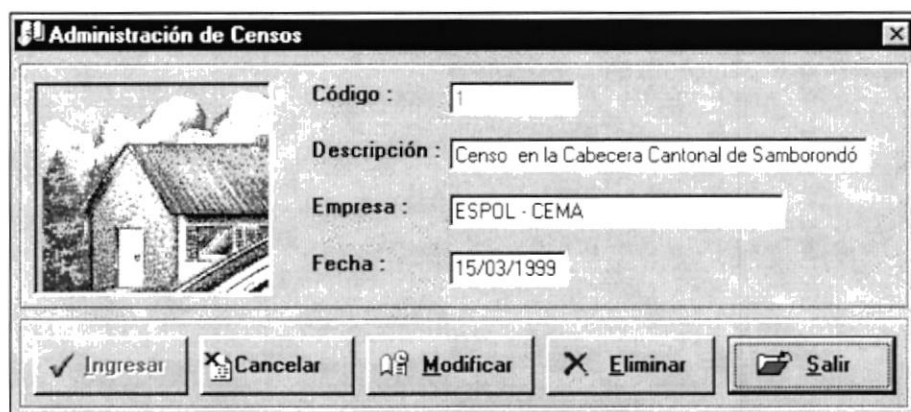 Administración de Censos
Código : 1
Descripción : Censo en la Cabecera Cantonal de Samborondó
Empresa : ESPOL - CEMA
Fecha : 15/03/1999
Ingresar Cancelar Modificar Eliminar Salir